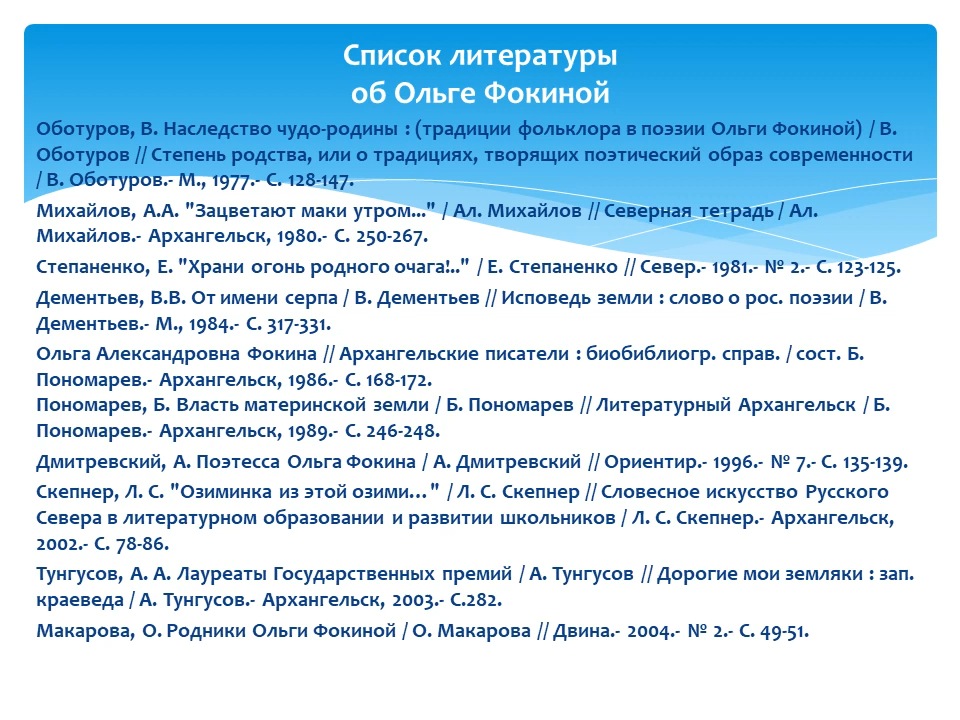 Список литературы
об Ольге Фокиной
Оботуров, В. Наследство чудо-родины : (традиции фольклора в поэзии Ольги Фокиной) / В.
Оботуров // Степень родства, или о традициях, творящих поэтический образ современности
/ В. Оботуров.- М., 1977.- С. 128-147.
Михайлов, А.А. "Зацветают маки утром..." / Ал. Михайлов // Северная тетрадь / Ал.
Михайлов.- Архангельск, 1980.- С. 250-267.
Степаненко, Е. "Храни огонь родного очага!.." / Е. Степаненко // Север.- 1981.- № 2.- С. 123-125.
Дементьев, В.В. От имени серпа / В. Дементьев // Исповедь земли : слово о рос. поэзии / В.
Дементьев.- М., 1984.- С. 317-331.
Ольга Александровна Фокина // Архангельские писатели : биобиблиогр. справ. / сост. Б.
Пономарев.- Архангельск, 1986.- С. 168-172.
Пономарев, Б. Власть материнской земли / Б. Пономарев // Литературный Архангельск / Б.
Пономарев.- Архангельск, 1989.- С. 246-248.
Дмитревский, А. Поэтесса Ольга Фокина / А. Дмитревский // Ориентир.- 1996.- № 7.- С. 135-139.
Скепнер, Л. С. "Озиминка из этой озими…" / Л. С. Скепнер // Словесное искусство Русского
Севера в литературном образовании и развитии школьников / Л. С. Скепнер.- Архангельск,
2002.- С. 78-86.
Тунгусов, А. А. Лауреаты Государственных премий / А. Тунгусов // Дорогие мои земляки : зап.
краеведа / А. Тунгусов.- Архангельск, 2003.- С.282.
Макарова, О. Родники Ольги Фокиной / О. Макарова // Двина.- 2004.- № 2.- С. 49-51.